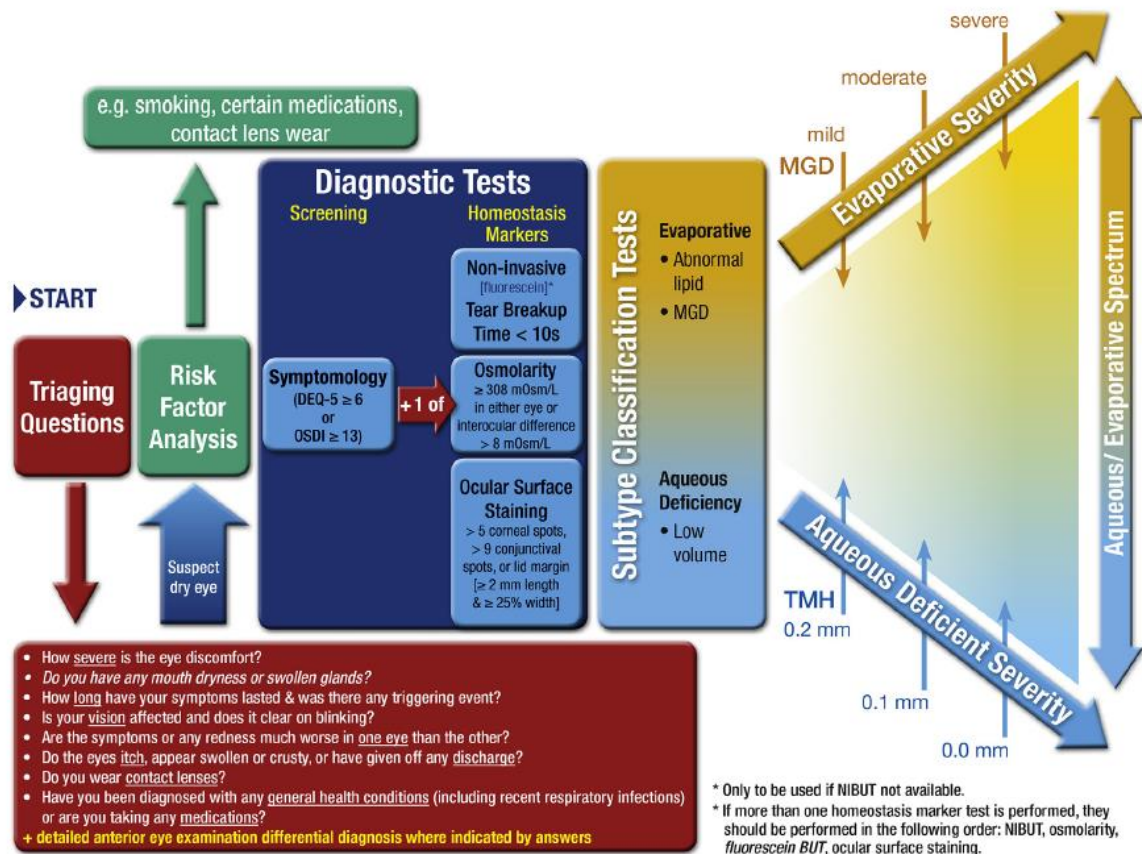 e.g. smoking, certain medications,
contact lens wear
START
Triaging
Questions
Risk
Factor
Analysis
Suspect
dry eye
Diagnostic Tests
Screening
Symptomology
(DEQ-5 ≥ 6
or
OSDI ≥ 13)
+1 of
Homeostasis
Markers
Non-invasive
[fluorescein]*
Tear Breakup
Time < 10s
Osmolarity
≥ 308 mOsm/L
in either eye or
interocular difference
> 8 mOsm/L
Ocular Surface
Staining
> 5 corneal spots,
> 9 conjunctival
spots, or lid margin
[≥ 2 mm length
& ≥ 25% width]
Subtype Classification Tests
Evaporative
• Abnormal
lipid
• MGD
Aqueous
Deficiency
• Low
volume
severe
moderate
mild
MGD
Evaporative Severity
Aqueous/ Evaporative Spectrum
Aqueous Deficient Severity
TMH
0.2 mm
0.1 mm
0.0 mm
• How severe is the eye discomfort?
• Do you have any mouth dryness or swollen glands?
• How long have your symptoms lasted & was there any triggering event?
• Is your vision affected and does it clear on blinking?
• Are the symptoms or any redness much worse in one eye than the other?
• Do the eyes itch, appear swollen or crusty, or have given off any discharge?
• Do you wear contact lenses?
• Have you been diagnosed with any general health conditions (including recent respiratory infections)
or are you taking any medications?
+ detailed anterior eye examination differential diagnosis where indicated by answers
* Only to be used if NIBUT not available.
* If more than one homeostasis marker test is performed, they
should be performed in the following order: NIBUT, osmolarity,
fluorescein BUT, ocular surface staining.